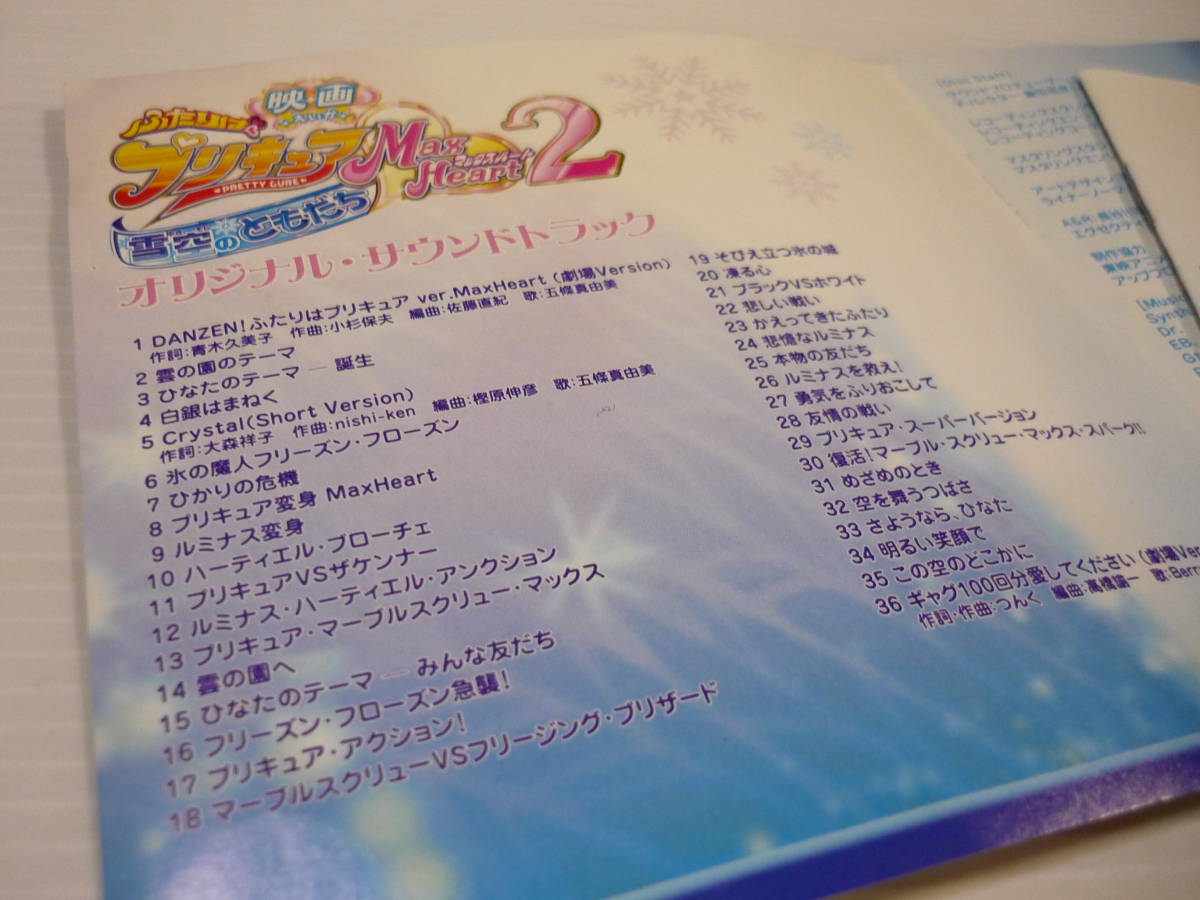 映画
えいが
ふたりはプリキュア
PRETTY CURE
Max Heart 2
マックスハート
雪空のともだち
オリジナル・サウンドトラック
1 DANZEN!ふたりはプリキュア ver.MaxHeart (劇場Version)
作詞:青木久美子 作曲:小杉保夫 編曲:佐藤直紀 歌:五條真由美
2 雲の園のテーマ
3 ひなたのテーマ ― 誕生
4 白銀はまねく
5 Crystal(Short Version)
作詞:大森祥子 作曲:nishi-ken 編曲:樫原伸彦 歌:五條真由美
6 氷の魔人フリーズン・フローズン
7 ひかりの危機
8 プリキュア変身 MaxHeart
9 ルミナス変身
10 ハーティエル・ブローチェ
11 プリキュアVSザケンナー
12 ルミナス・ハーティエル・アンクション
13 プリキュア・マーブルスクリュー・マックス
14 雲の園へ
15 ひなたのテーマ ― みんな友だち
16 フリーズン・フローズン急襲!
17 プリキュア・アクション!
18 マーブルスクリューVSフリージング・ブリザード
19 そびえ立つ氷の城
20 凍る心
21 ブラックVSホワイト
22 悲しい戦い
23 かえってきたふたり
24 悲愴なルミナス
25 本物の友だち
26 ルミナスを救え!
27 勇気をふりおこして
28 友情の戦い
29 プリキュア・スーパーバージョン
30 復活!マーブル・スクリュー・マックス・スパーク!!
31 めざめのとき
32 空を舞うつばさ
33 さようなら、ひなた
34 明るい笑顔で
35 この空のどこかに
36 ギャグ100回分愛してください (劇場Ver
作詞・作曲:つんく 編曲:高橋諭一 歌:Berr